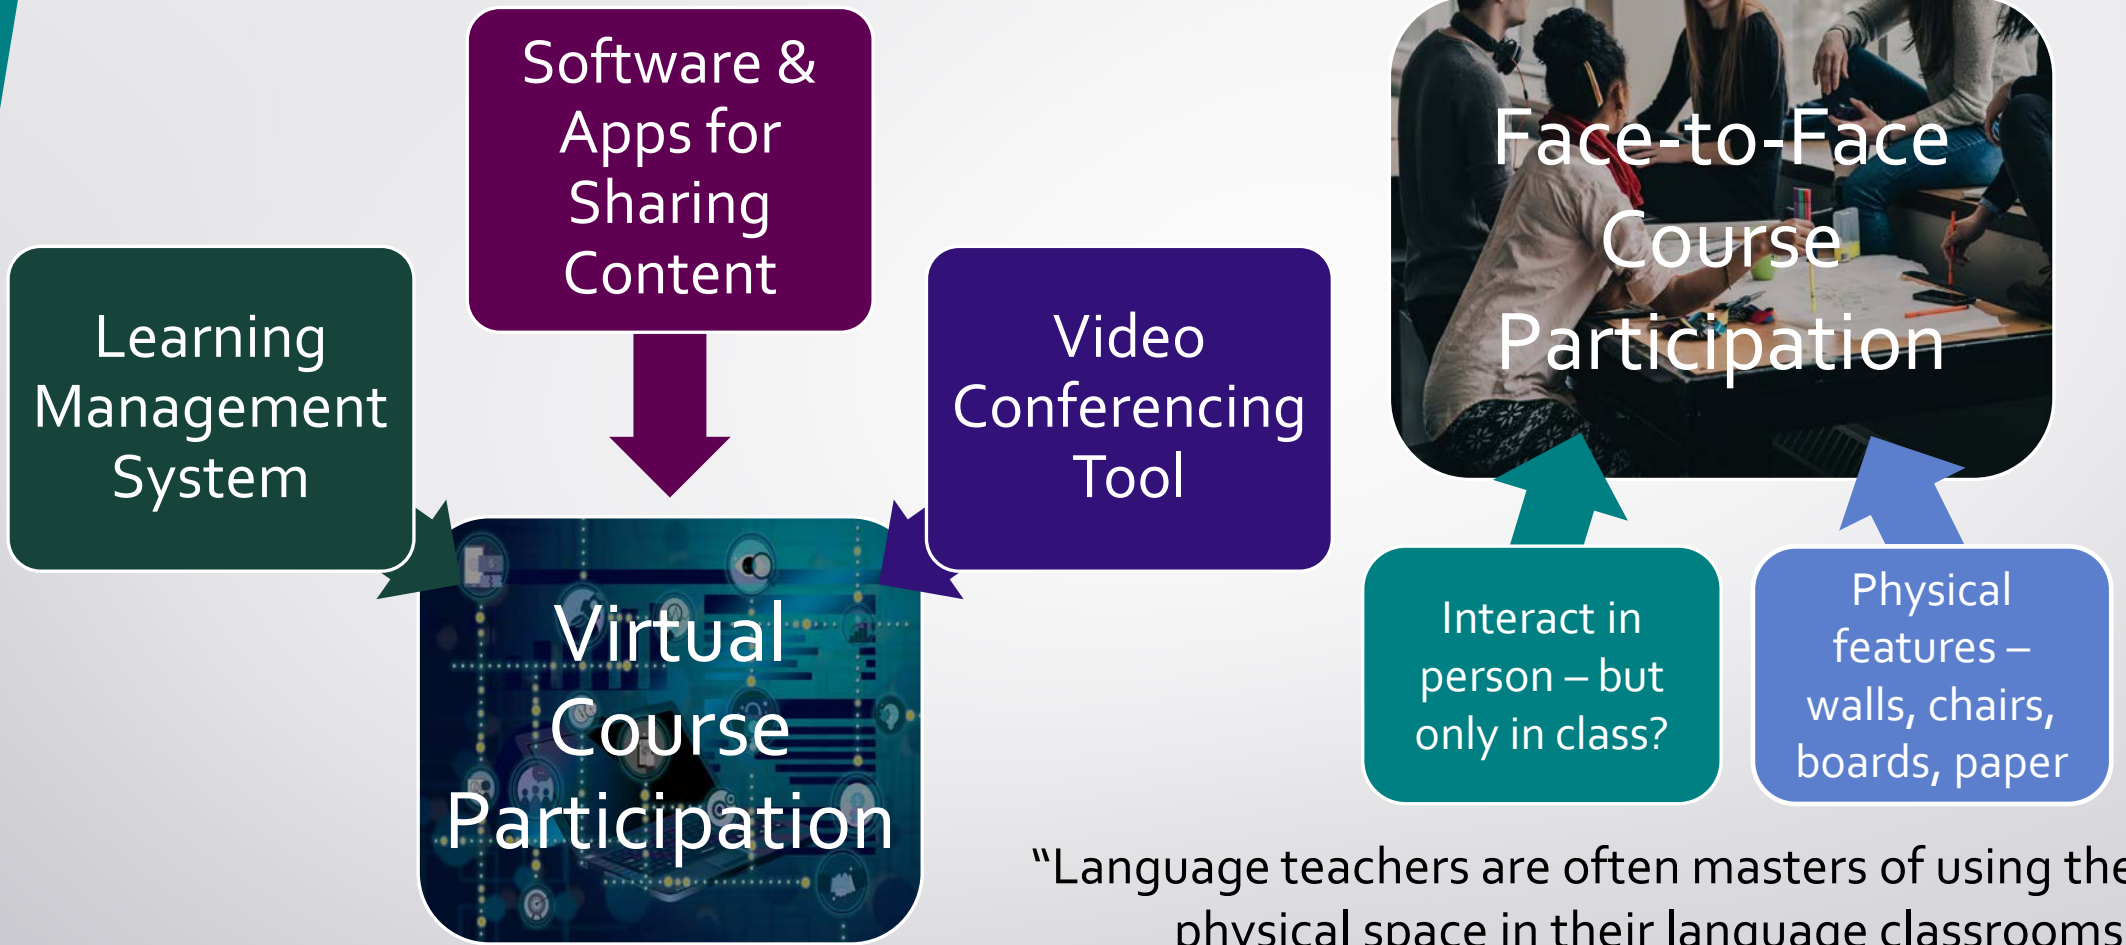 Software &
Apps for
Sharing
Content
Learning
Management
System
Video
Conferencing
Tool
Virtual
Course
Participation
Face-to-Face
Course
Participation
Interact in
person – but
only in class?
Physical
features –
walls, chairs,
boards, paper
“Language teachers are often masters of using the
physical space in their language classrooms